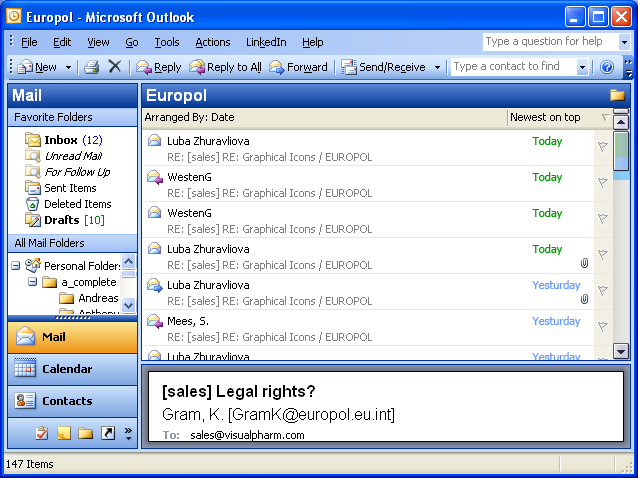 Europol - Microsoft Outlook
File Edit View Go Tools Actions LinkedIn Help Type a question for help
New Reply Reply to All Forward Send/Receive Type a contact to find
Mail
Favorite Folders
Inbox (12)
Unread Mail
For Follow Up
Sent Items
Deleted Items
Drafts [10]
All Mail Folders
Personal Folders
a_complete
Andreas
Mail
Calendar
Contacts
Europol
Arranged By: Date Newest on top
Luba Zhuravliova Today
RE: [sales] RE: Graphical Icons / EUROPOL
WestenG Today
RE: [sales] RE: Graphical Icons / EUROPOL
WestenG Today
RE: [sales] RE: Graphical Icons / EUROPOL
Luba Zhuravliova Today
RE: [sales] RE: Graphical Icons / EUROPOL
Luba Zhuravliova Yesturday
RE: [sales] RE: Graphical Icons / EUROPOL
Mees, S. Yesturday
RE: [sales] RE: Graphical Icons / EUROPOL
Luba Zhuravliova Yesturday
[sales] Legal rights?
Gram, K. [GramK@europol.eu.int]
To: sales@visualpharm.com
147 Items